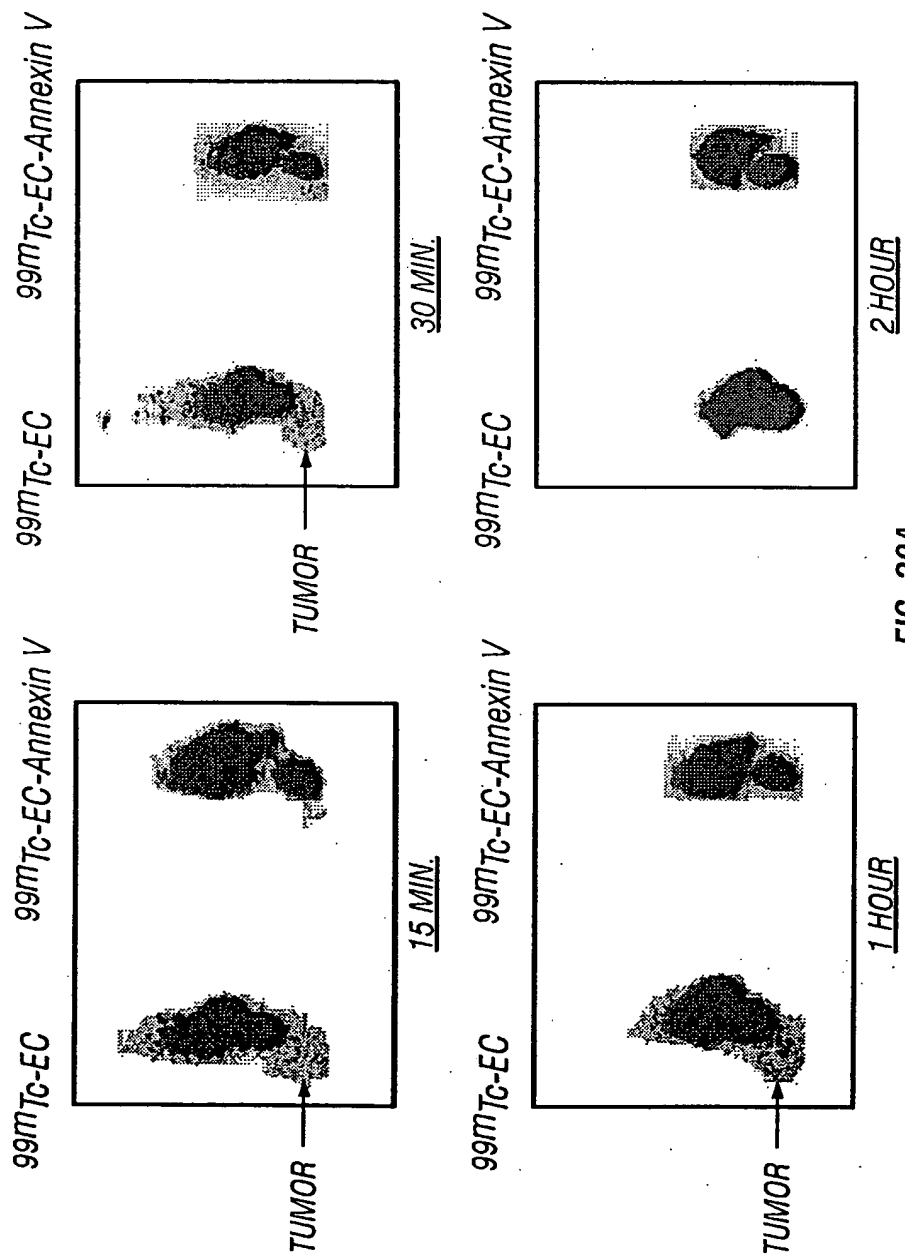 99mTc-EC 99mTc-EC-Annexin V 99mTc-EC 99mTc-EC-Annexin V
TUMOR TUMOR
15 MIN. 30 MIN.
99mTc-EC 99mTc-EC-Annexin V 99mTc-EC 99mTc-EC-Annexin V
TUMOR
1 HOUR 2 HOUR
FIG.